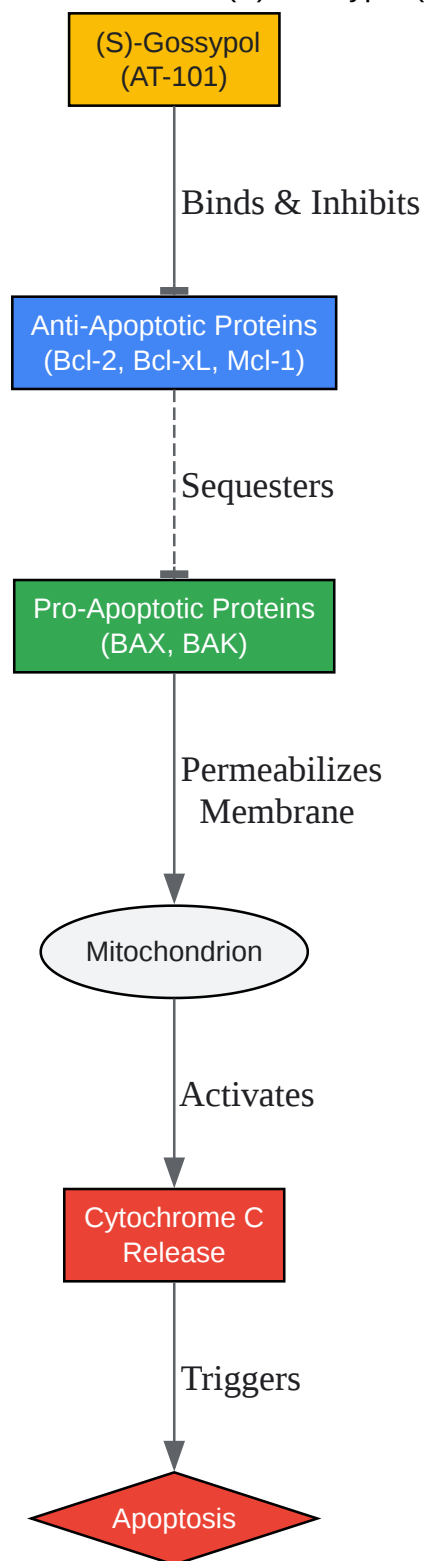 (S)-Gossypol
(AT-101)
Binds & Inhibits
Anti-Apoptotic Proteins
(Bcl-2, Bcl-xL, Mcl-1)
Sequesters
Pro-Apoptotic Proteins
(BAX, BAK)
Permeabilizes
Membrane
Mitochondrion
Activates
Cytochrome C
Release
Triggers
Apoptosis